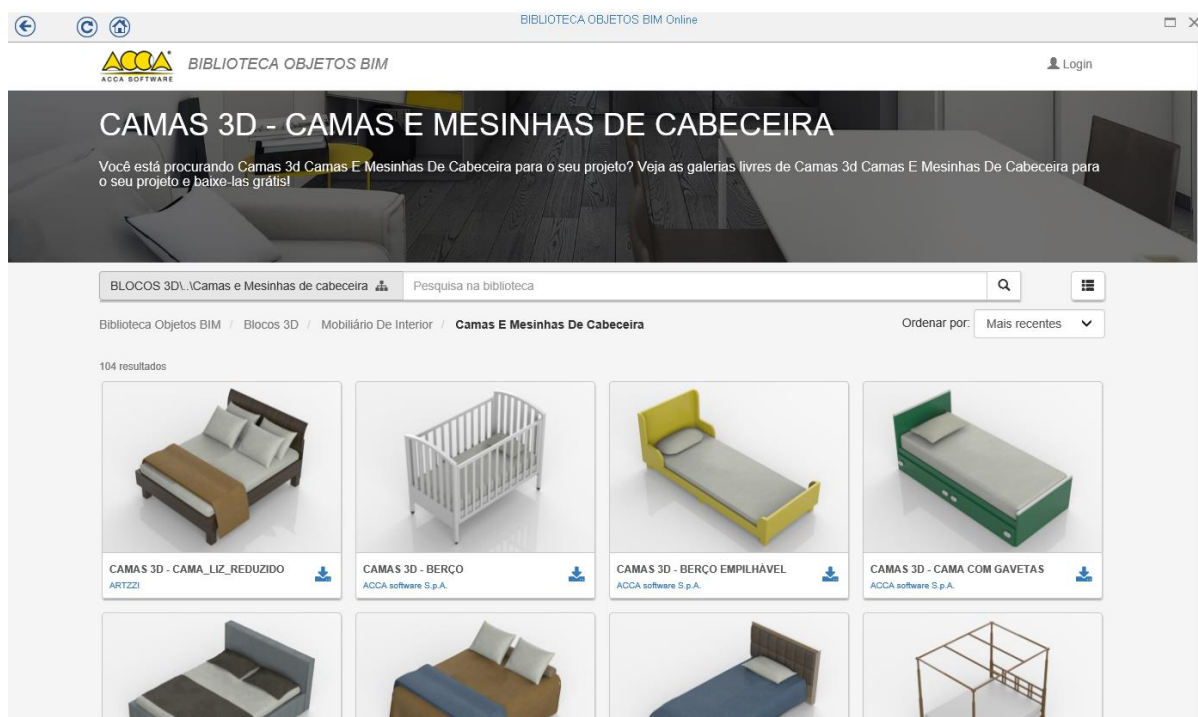 BIBLIOTECA OBJETOS BIM Online
ACCA
ACCA SOFTWARE
BIBLIOTECA OBJETOS BIM
Login
CAMAS 3D - CAMAS E MESINHAS DE CABECEIRA
Você está procurando Camas 3d Camas E Mesinhas De Cabeceira para o seu projeto? Veja as galerias livres de Camas 3d Camas E Mesinhas De Cabeceira para
o seu projeto e baixe-las grátis!
BLOCOS 3D\..\Camas e Mesinhas de cabeceira
Pesquisa na biblioteca
Biblioteca Objetos BIM / Blocos 3D / Mobiliário De Interior / Camas E Mesinhas De Cabeceira
Ordenar por: Mais recentes
104 resultados
CAMAS 3D - CAMA_LIZ_REDUZIDO
ARTZZI
CAMAS 3D - BERÇO
ACCA software S.p.A.
CAMAS 3D - BERÇO EMPILHÁVEL
ACCA software S.p.A.
CAMAS 3D - CAMA COM GAVETAS
ACCA software S.p.A.